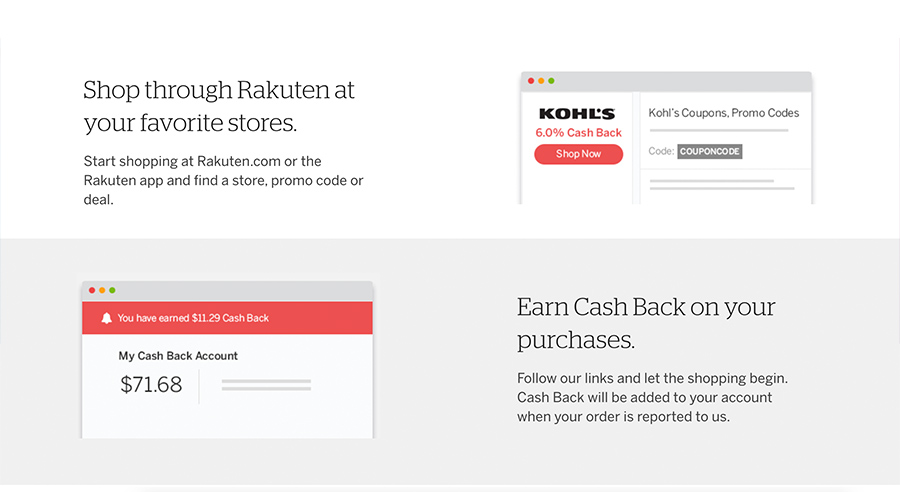 Shop through Rakuten at
your favorite stores.
Start shopping at Rakuten.com or the
Rakuten app and find a store, promo code or
deal.
KOHL'S
6.0% Cash Back
Shop Now
Kohl's Coupons, Promo Codes
Code: COUPONCODE
You have earned $11.29 Cash Back
My Cash Back Account
$71.68
Earn Cash Back on your
purchases.
Follow our links and let the shopping begin.
Cash Back will be added to your account
when your order is reported to us.